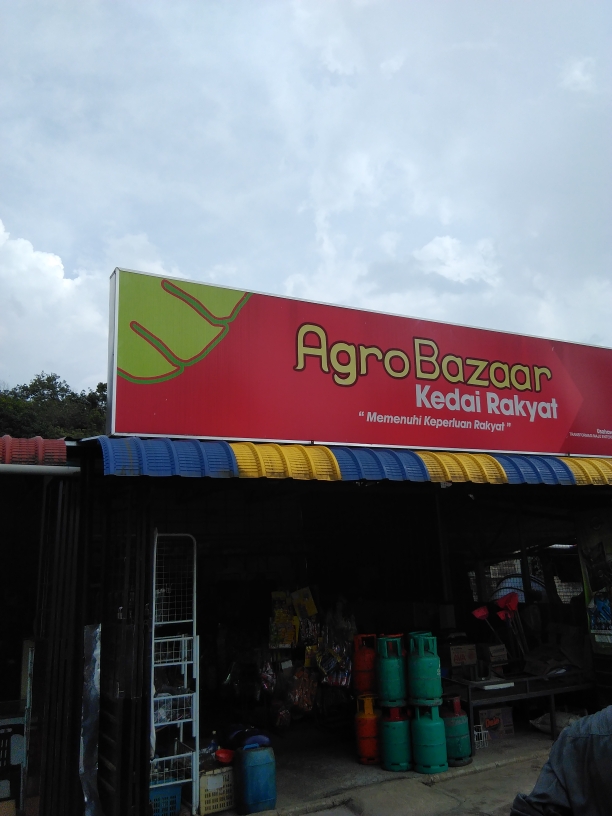 AgroBazaar
Kedai Rakyat
“ Memenuhi Keperluan Rakyat ”